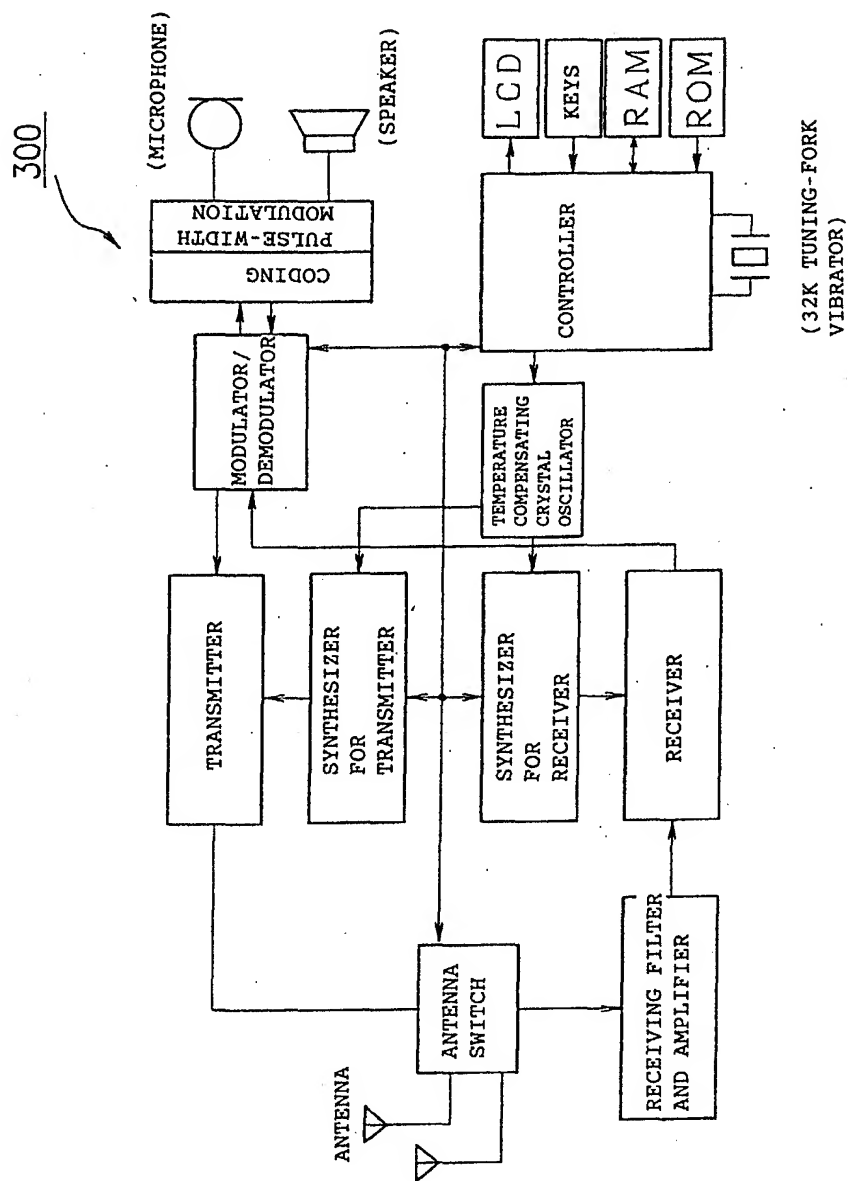 300
(MICROPHONE)
(SPEAKER)
PULSE-WIDTH
MODULATION
CODING
MODULATOR/
DEMODULATOR
LCD
KEYS
RAM
ROM
CONTROLLER
(32K TUNING-FORK
VIBRATOR)
TEMPERATURE
COMPENSATING
CRYSTAL
OSCILLATOR
TRANSMITTER
SYNTHESIZER
FOR
TRANSMITTER
SYNTHESIZER
FOR
RECEIVER
RECEIVER
ANTENNA
SWITCH
RECEIVING FILTER
AND AMPLIFIER
ANTENNA